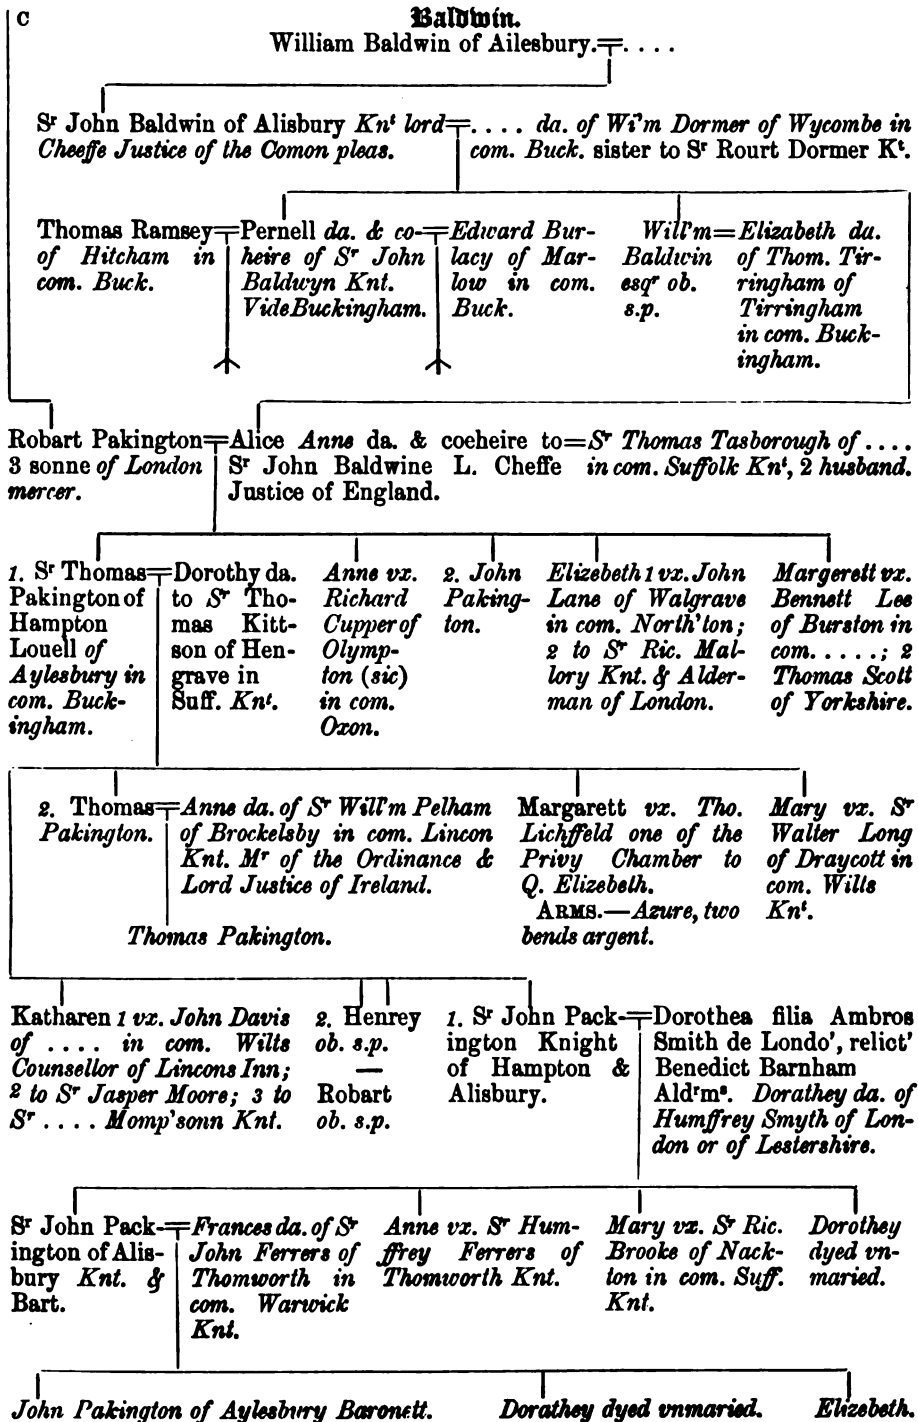 C
Baldwin.
William Baldwin of Ailesbury.=. . . .
Sr John Baldwin of Alisbury Knt lord=. . . . da. of Wi'm Dormer of Wycombe in
Cheeffe Justice of the Comon pleas.
com. Buck. sister to Sr Rourt Dormer Kt.
Thomas Ramsey=
of Hitcham in
com. Buck.
Pernell da. & co-=
heire of Sr John
Baldwyn Knt.
Vide Buckingham.
Edward Bur-
lacy of Mar-
low in com.
Buck.
Will'm=
Baldwin
esqr ob.
s.p.
Elizabeth da.
of Thom. Tir-
ringham of
Tirringham
in com. Buck-
ingham.
Robart Pakington=
3 sonne of London
mercer.
Alice Anne da. & coeheire to=
Sr John Baldwine L. Cheffe
Justice of England.
Sr Thomas Tasborough of . . . .
in com. Suffolk Knt, 2 husband.
1. Sr Thomas=
Pakington of
Hampton
Louell of
Aylesbury in
com. Buck-
ingham.
Dorothy da.
to Sr Tho-
mas Kitt-
son of Hen-
grave in
Suff. Knt.
Anne vx.
Richard
Cupper of
Olymp-
ton (sic)
in com.
Oxon.
2. John
Paking-
ton.
Elizebeth 1 vx. John
Lane of Walgrave
in com. North'ton;
2 to Sr Ric. Mal-
lory Knt. & Alder-
man of London.
Margerett vx.
Bennett Lee
of Burston in
com. . . . . ; 2
Thomas Scott
of Yorkshire.
2. Thomas=
Pakington.
Anne da. of Sr Will'm Pelham
of Brockelsby in com. Lincon
Knt. Mr of the Ordinance &
Lord Justice of Ireland.
Thomas Pakington.
Margarett vx. Tho.
Lichffeld one of the
Privy Chamber to
Q. Elizebeth.
ARMS.—Azure, two
bends argent.
Mary vx. Sr
Walter Long
of Draycott in
com. Wilts
Knt.
Katharen 1 vx. John Davis
of . . . . in com. Wilts
Counsellor of Lincons Inn;
2 to Sr Jasper Moore; 3 to
Sr . . . . Momp'sonn Knt.
2. Henrey
ob. s.p.
—
Robart
ob. s.p.
1. Sr John Pack-=
ington Knight
of Hampton &
Alisbury.
Dorothea filia Ambros
Smith de Londo', relict'
Benedict Barnham
Aldrms. Dorathey da. of
Humffrey Smyth of Lon-
don or of Lestershire.
Sr John Pack-=
ington of Alis-
bury Knt. &
Bart.
Frances da. of Sr
John Ferrers of
Thomworth in
com. Warwick
Knt.
Anne vx. Sr Hum-
ffrey Ferrers of
Thomworth Knt.
Mary vx. Sr Ric.
Brooke of Nack-
ton in com. Suff.
Knt.
Dorothey
dyed vn-
maried.
John Pakington of Aylesbury Baronett.
Dorathey dyed vnmaried.
Elizebeth.